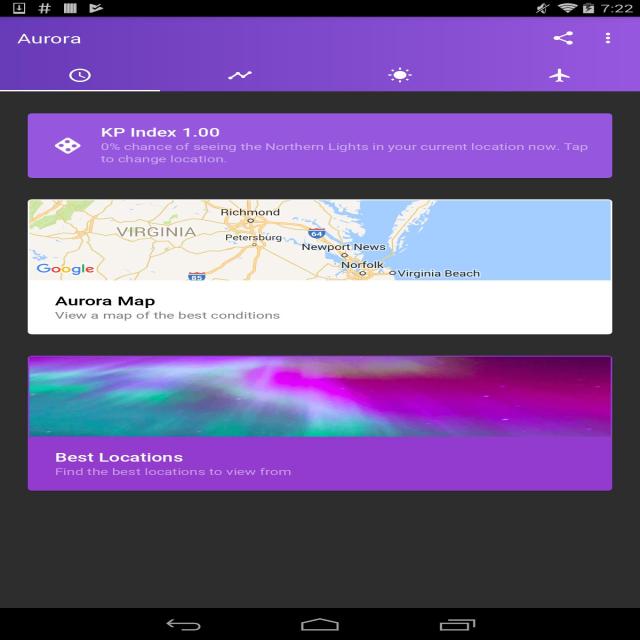 7:22
Aurora
KP Index 1.00
0% chance of seeing the Northern Lights in your current location now. Tap
to change location.
Richmond
VIRGINIA
Petersburg
64
Newport News
Norfolk
Google
85
Virginia Beach
Aurora Map
View a map of the best conditions
Best Locations
Find the best locations to view from